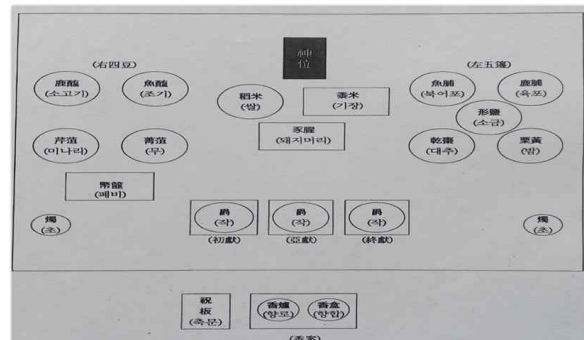 神
位
(右四豆)
(左五籩)
鹿醢
(소고기)
魚醢
(조기)
稻米
(쌀)
黍米
(기장)
魚脯
(북어포)
鹿脯
(육포)
形鹽
(소금)
豕腥
(돼지머리)
芹菹
(미나리)
菁菹
(무)
乾棗
(대추)
栗黃
(밤)
幣篚
(폐비)
燭
(초)
爵
(작)
(初獻)
爵
(작)
(亞獻)
爵
(작)
(終獻)
燭
(초)
祝
板
(축문)
香爐
(향로)
香盒
(향합)
(香案)